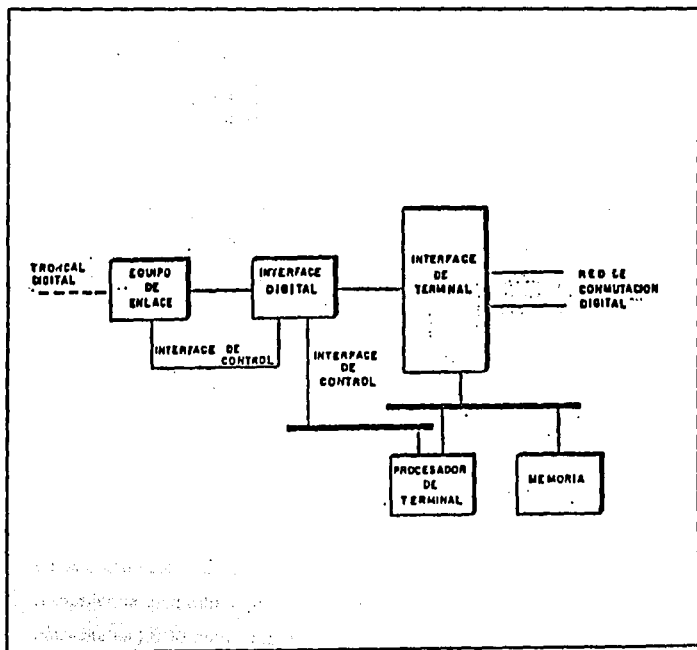 TRONCAL
DIGITAL
EQUIPO
DE
ENLACE
INTERFACE
DIGITAL
INTERFACE
DE
TERMINAL
RED DE
CONMUTACION
DIGITAL
INTERFACE DE
CONTROL
INTERFACE
DE
CONTROL
PROCESADOR
DE
TERMINAL
MEMORIA